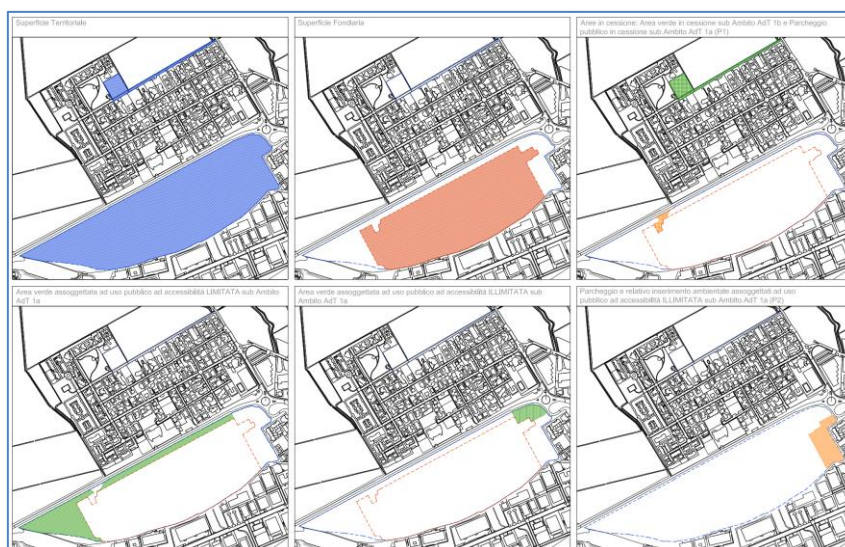 Superficie Territoriale
Superficie Fondiaria
Aree in cessione: Area verde in cessione sub Ambito AdT 1b e Parcheggio
pubblico in cessione sub Ambito AdT 1a (P1)
Area verde assoggettata ad uso pubblico ad accessibilità LIMITATA sub Ambito
AdT 1a
Area verde assoggettata ad uso pubblico ad accessibilità ILLIMITATA sub
Ambito AdT 1a
Parcheggio e relativo inserimento ambientale assoggettati ad uso
pubblico ad accessibilità ILLIMITATA sub Ambito AdT 1a (P2)